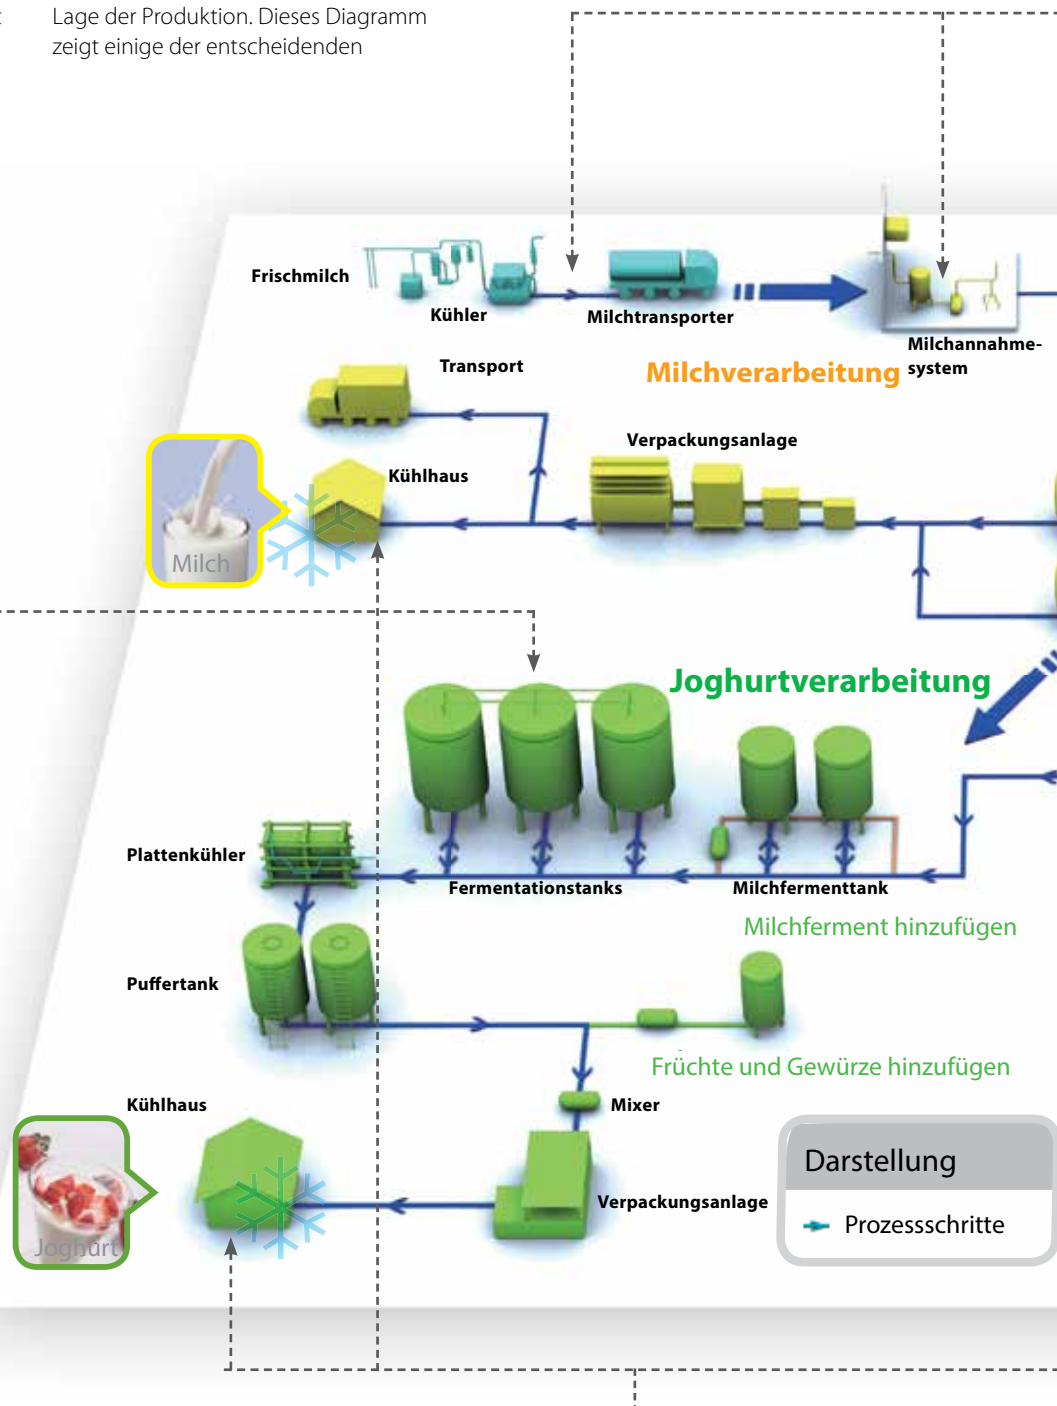 Lage der Produktion. Dieses Diagramm
zeigt einige der entscheidenden
Frischmilch
Kühler
Milchtransporter
Milchannahme-
system
Transport
Milchverarbeitung
Verpackungsanlage
Kühlhaus
Milch
Joghurtverarbeitung
Plattenkühler
Fermentationstanks
Milchfermenttank
Milchferment hinzufügen
Puffertank
Früchte und Gewürze hinzufügen
Kühlhaus
Mixer
Joghurt
Verpackungsanlage
Darstellung
Prozessschritte